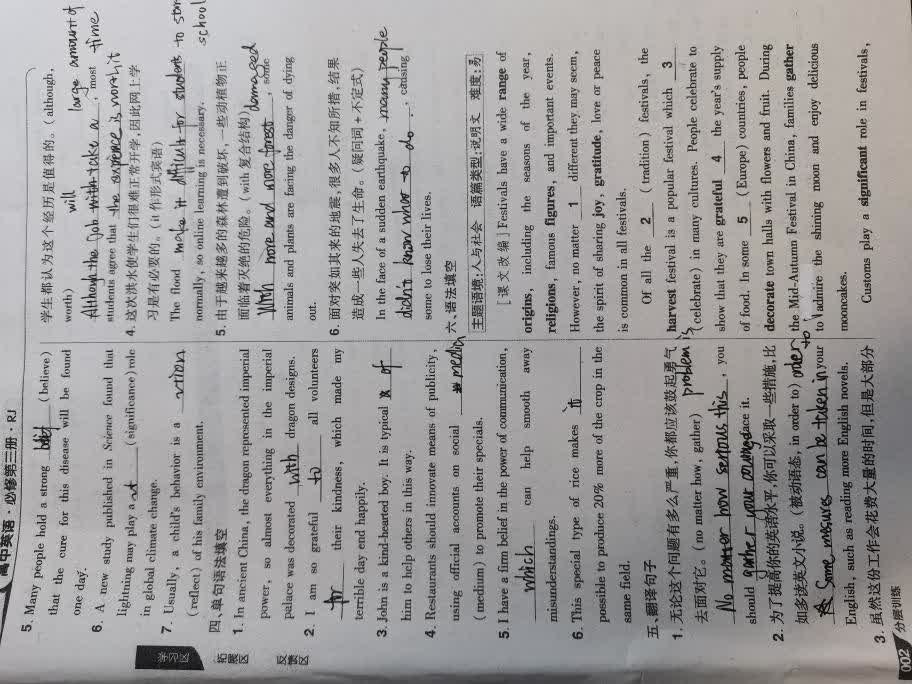 高中英语·必修第三册·RJ
5. Many people hold a strong (believe)
that the cure for this disease will be found
one day.
6. A new study published in Science found that
lightning may play a (significance) role
in global climate change.
7. Usually, a child's behavior is a
(reflect) of his family environment.
四、单句语法填空
1. In ancient China, the dragon represented imperial
power, so almost everything in the imperial
palace was decorated with dragon designs.
2. I am so grateful to all volunteers
for their kindness, which made my
terrible day end happily.
3. John is a kind-hearted boy. It is typical of
him to help others in this way.
4. Restaurants should innovate means of publicity,
using official accounts on social media
(medium) to promote their specials.
5. I have a firm belief in the power of communication,
which can help smooth away
misunderstandings.
6. This special type of rice makes it
possible to produce 20% more of the crop in the
same field.
五、翻译句子
1. 无论这个问题有多么严重,你都应该鼓起勇气
去面对它。(no matter how, gather) problem is
No matter how serious this, you
should gather your courage face it.
2. 为了提高你的英语水平,你可以采取一些措施,比
如多读英文小说。(被动语态, in order to) order to
Some measures can be taken in your
English, such as reading more English novels.
3. 虽然这份工作会花费大量的时间,但是大部分
学生都认为这个经历是值得的。(although,
worth) will large amount of
Although the job with take a, most time
students agree that the experience is worth it
4. 这次洪水使学生们很难正常开学,因此网上学
习是有必要的。(it 作形式宾语)
The flood make it difficult for students to school
normally, so online learning is necessary.
5. 由于越来越多的森林遭到破坏,一些动植物正
面临着灭绝的危险。(with 复合结构) damaged
With more and more forest, some
animals and plants are facing the danger of dying
out.
6. 面对突如其来的地震,很多人不知所措,结果
造成一些人失去了生命。(疑问词+不定式)
In the face of a sudden earthquake, many people
didn't know what to do, causing
some to lose their lives.
六、语法填空
主题语境:人与社会 语篇类型:说明文 难度:易
[课文改编] Festivals have a wide range of
origins, including the seasons of the year,
religions, famous figures, and important events.
However, no matter 1 different they may seem,
the spirit of sharing joy, gratitude, love or peace
is common in all festivals.
Of all the 2 (tradition) festivals, the
harvest festival is a popular festival which 3
(celebrate) in many cultures. People celebrate to
show that they are grateful 4 the year's supply
of food. In some 5 (Europe) countries, people
decorate town halls with flowers and fruit. During
the Mid-Autumn Festival in China, families gather
to admire the shining moon and enjoy delicious
mooncakes.
Customs play a significant role in festivals,
学习区
拓展区
反馈区
002 分层训练